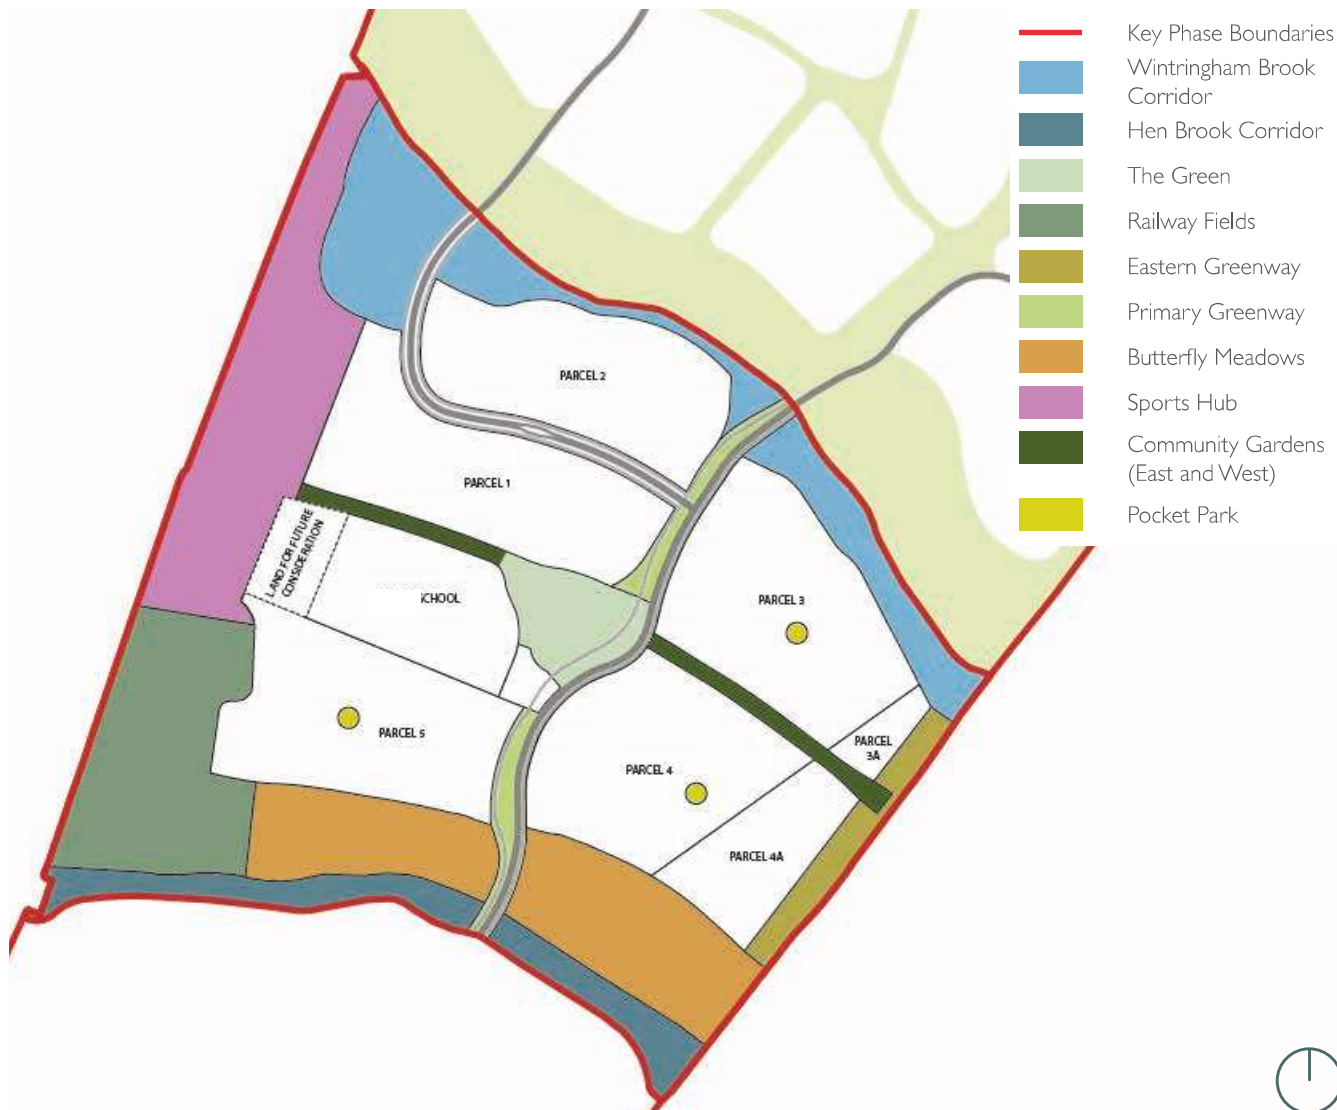 Key Phase Boundaries
Wintringham Brook
Corridor
Hen Brook Corridor
The Green
Railway Fields
Eastern Greenway
Primary Greenway
Butterfly Meadows
Sports Hub
Community Gardens
(East and West)
Pocket Park
PARCEL 2
PARCEL 1
LAND FOR FUTURE
CONSIDERATION
CHOOL
PARCEL 3
PARCEL 5
PARCEL 4
PARCEL
3A
PARCEL 4A